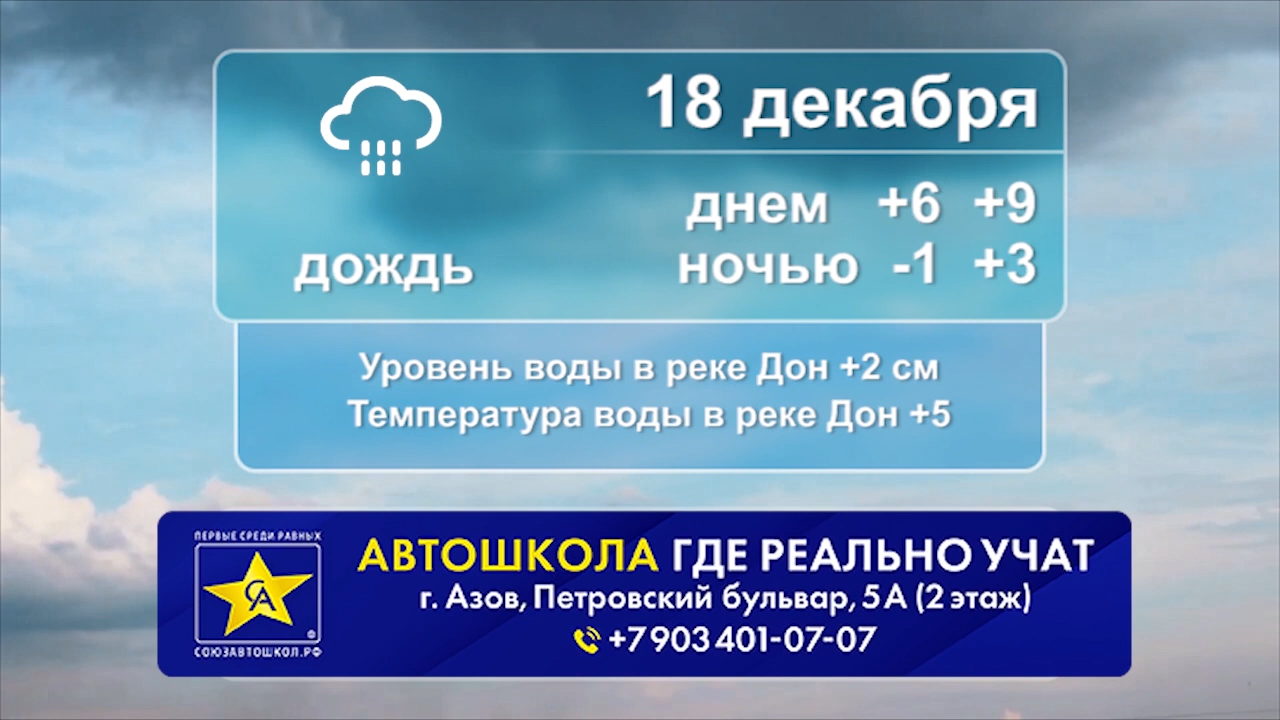 18 декабря
днем +6 +9
дождь
ночью -1 +3
Уровень воды в реке Дон +2 см
Температура воды в реке Дон +5
ПЕРВЫЕ СРЕДИ РАВНЫХ
СА
СОЮЗАВТОШКОЛ.РФ
АВТОШКОЛА ГДЕ РЕАЛЬНО УЧАТ
г. Азов, Петровский бульвар, 5А (2 этаж)
+7 903 401-07-07